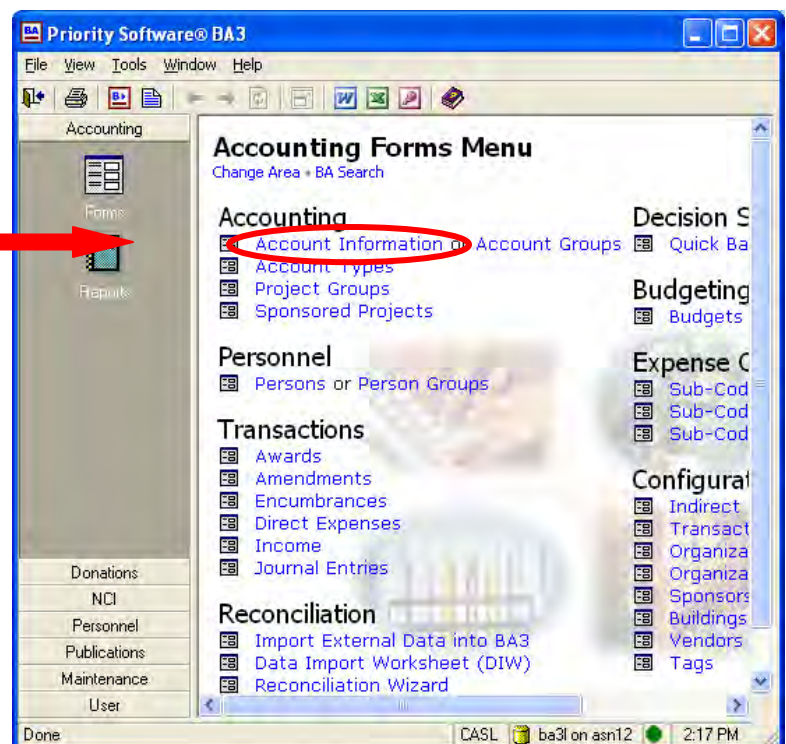 Priority Software® BA3
File View Tools Window Help
Accounting
Forms
Reports
Donations
NCI
Personnel
Publications
Maintenance
User
Accounting Forms Menu
Change Area • BA Search
Accounting
Account Information or Account Groups
Account Types
Project Groups
Sponsored Projects
Personnel
Persons or Person Groups
Transactions
Awards
Amendments
Encumbrances
Direct Expenses
Income
Journal Entries
Reconciliation
Import External Data into BA3
Data Import Worksheet (DIW)
Reconciliation Wizard
Decision S
Quick Ba
Budgeting
Budgets
Expense C
Sub-Cod
Sub-Cod
Sub-Cod
Configurat
Indirect
Transact
Organiza
Organiza
Sponsors
Buildings
Vendors
Tags
Done CASL ba3l on asn12 2:17 PM